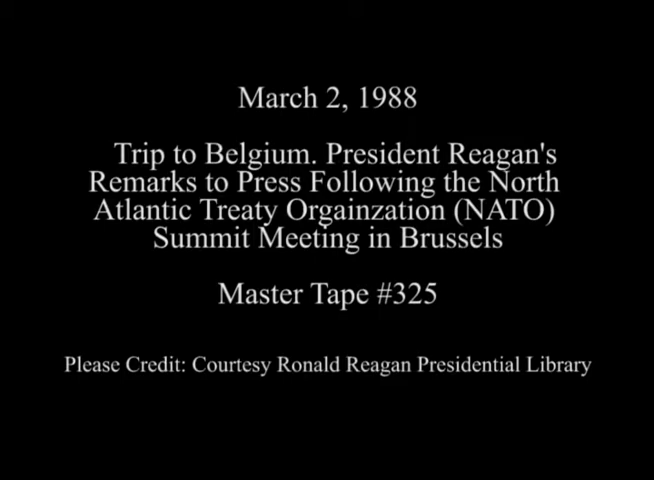 March 2, 1988
Trip to Belgium. President Reagan's
Remarks to Press Following the North
Atlantic Treaty Orgainzation (NATO)
Summit Meeting in Brussels
Master Tape #325
Please Credit: Courtesy Ronald Reagan Presidential Library